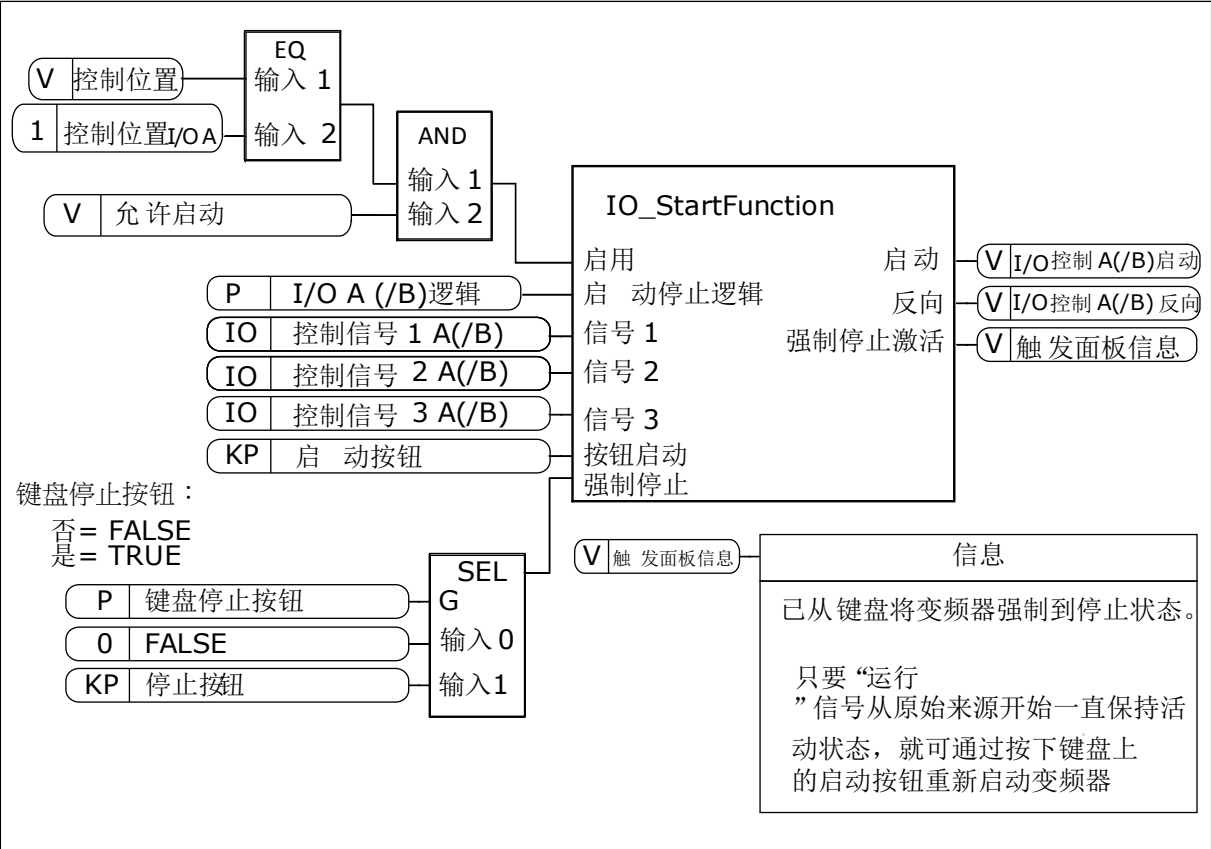 EQ
V 控制位置
输入 1
1 控制位置I/O A
输入 2
AND
输入 1
输入 2
V 允许启动
IO_StartFunction
启用
启动
V I/O控制 A(/B)启动
P I/O A (/B)逻辑
启 动停止逻辑
反向
V I/O控制 A(/B) 反向
IO 控制信号 1 A(/B)
信号 1
强制停止激活
V 触 发面板信息
IO 控制信号 2 A(/B)
信号 2
IO 控制信号 3 A(/B)
信号 3
KP 启 动按钮
按钮启动
强制停止
键盘停止按钮：
否= FALSE
是= TRUE
SEL
P 键盘停止按钮
G
0 FALSE
输入 0
KP 停止按钮
输入1
V 触 发面板信息
信息
已从键盘将变频器强制到停止状态。
只要“运行
”信号从原始来源开始一直保持活
动状态，就可通过按下键盘上
的启动按钮重新启动变频器